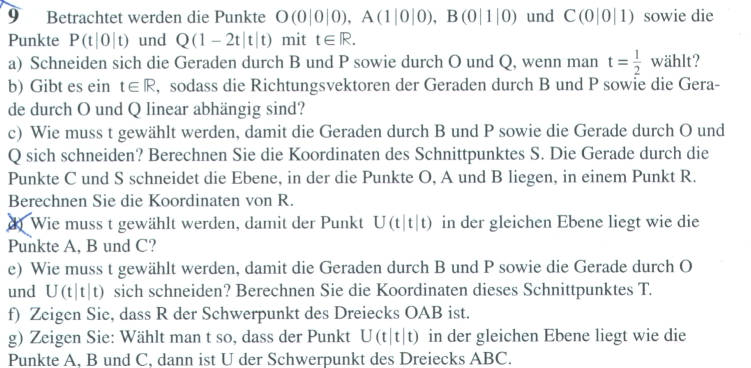 9 Betrachtet werden die Punkte O(0|0|0), A(1|0|0), B(0|1|0) und C(0|0|1) sowie die
Punkte P(t|0|t) und Q(1 – 2t|t|t) mit t∈ℝ.
a) Schneiden sich die Geraden durch B und P sowie durch O und Q, wenn man t = 1/2 wählt?
b) Gibt es ein t∈ℝ, sodass die Richtungsvektoren der Geraden durch B und P sowie die Gera-
de durch O und Q linear abhängig sind?
c) Wie muss t gewählt werden, damit die Geraden durch B und P sowie die Gerade durch O und
Q sich schneiden? Berechnen Sie die Koordinaten des Schnittpunktes S. Die Gerade durch die
Punkte C und S schneidet die Ebene, in der die Punkte O, A und B liegen, in einem Punkt R.
Berechnen Sie die Koordinaten von R.
d) Wie muss t gewählt werden, damit der Punkt U(t|t|t) in der gleichen Ebene liegt wie die
Punkte A, B und C?
e) Wie muss t gewählt werden, damit die Geraden durch B und P sowie die Gerade durch O
und U(t|t|t) sich schneiden? Berechnen Sie die Koordinaten dieses Schnittpunktes T.
f) Zeigen Sie, dass R der Schwerpunkt des Dreiecks OAB ist.
g) Zeigen Sie: Wählt man t so, dass der Punkt U(t|t|t) in der gleichen Ebene liegt wie die
Punkte A, B und C, dann ist U der Schwerpunkt des Dreiecks ABC.